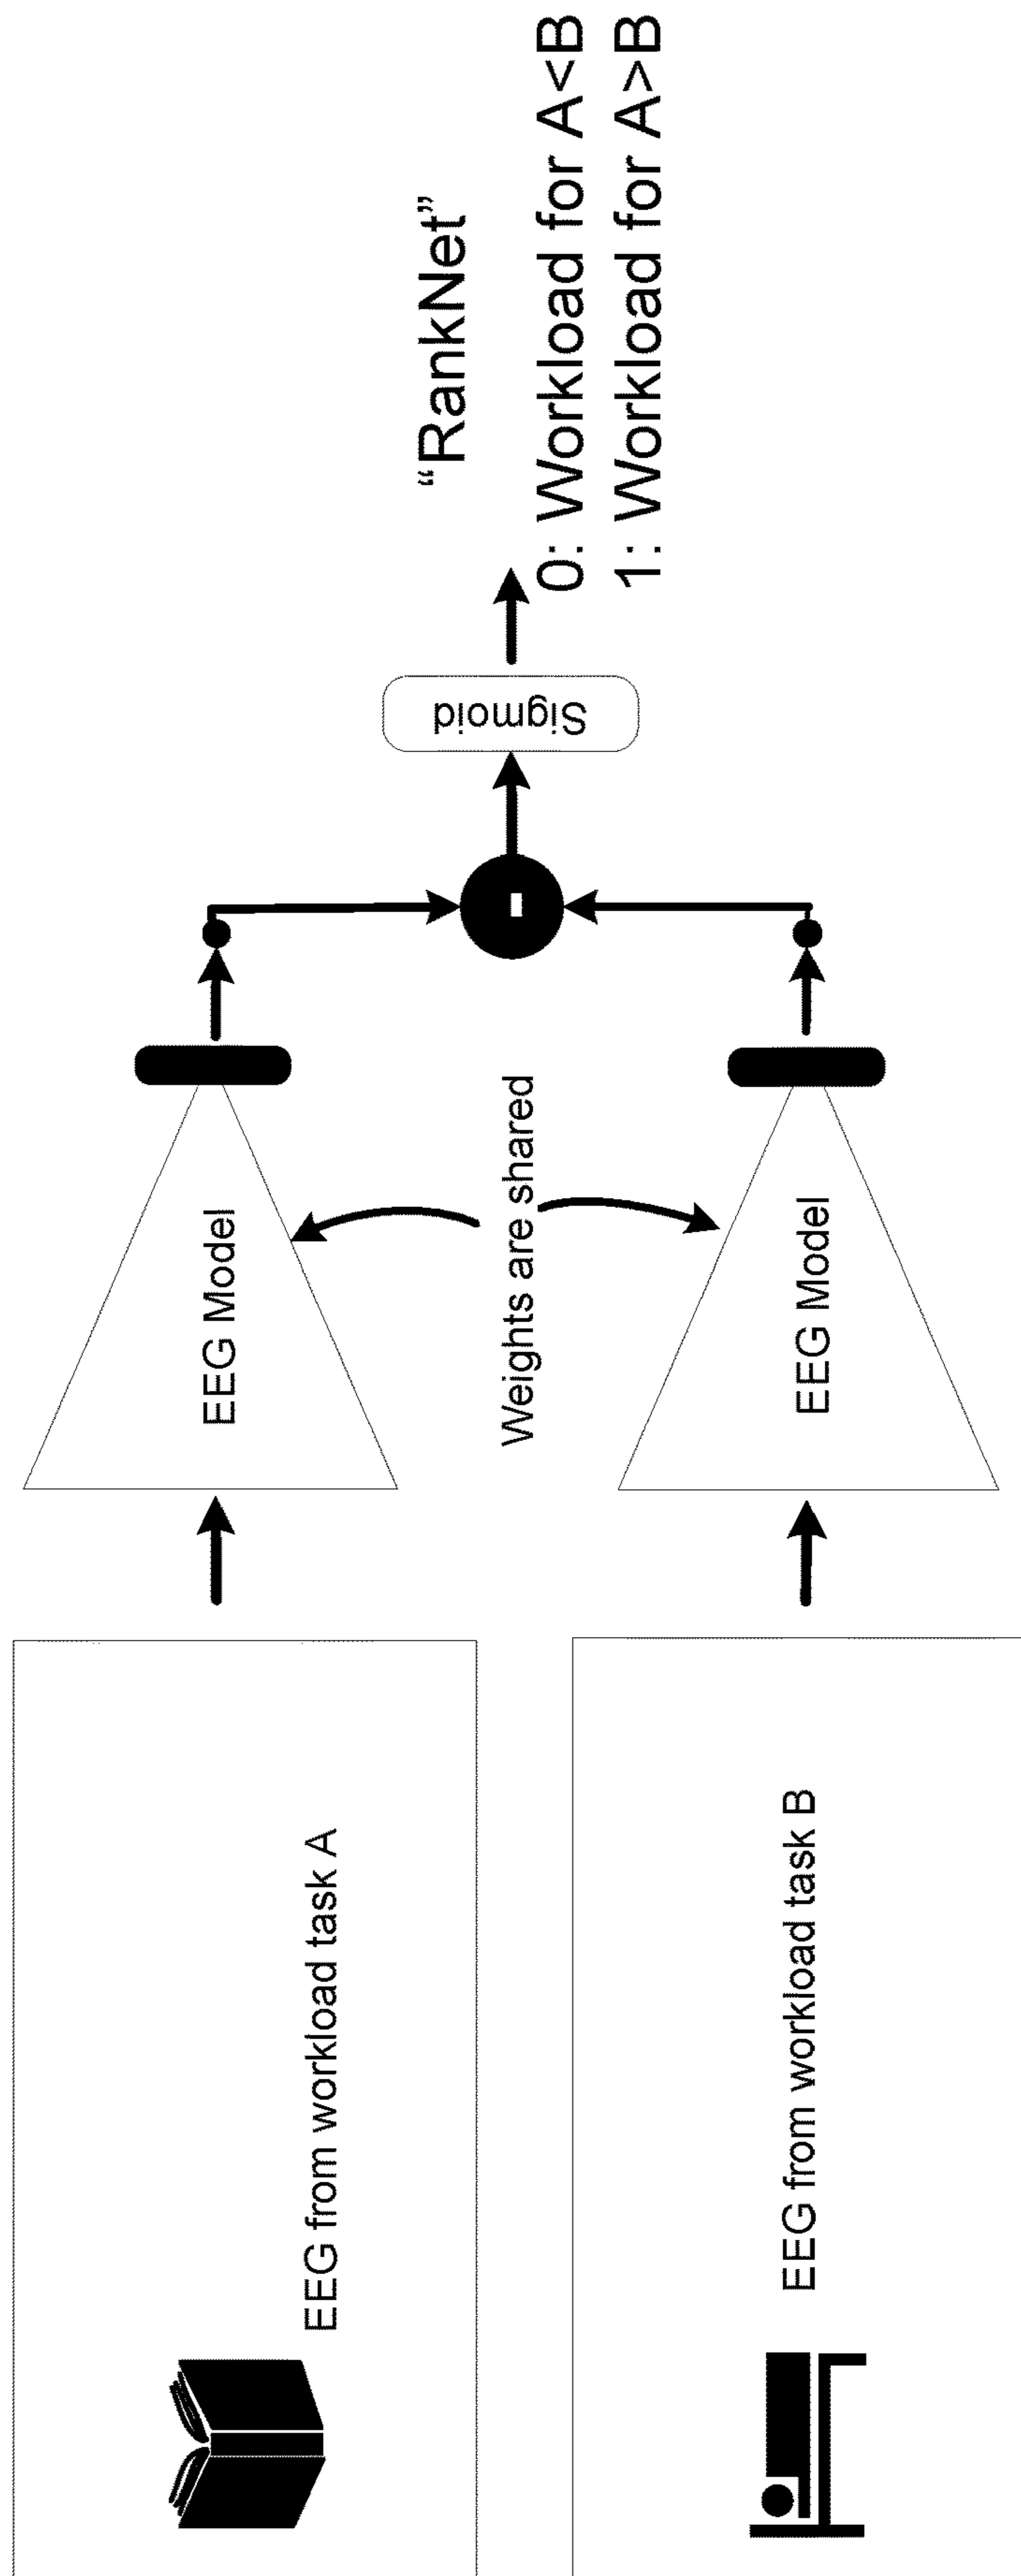 EEG from workload task A
EEG from workload task B
EEG Model
Weights are shared
EEG Model
Sigmoid
“RankNet”
0: Workload for A<B
1: Workload for A>B